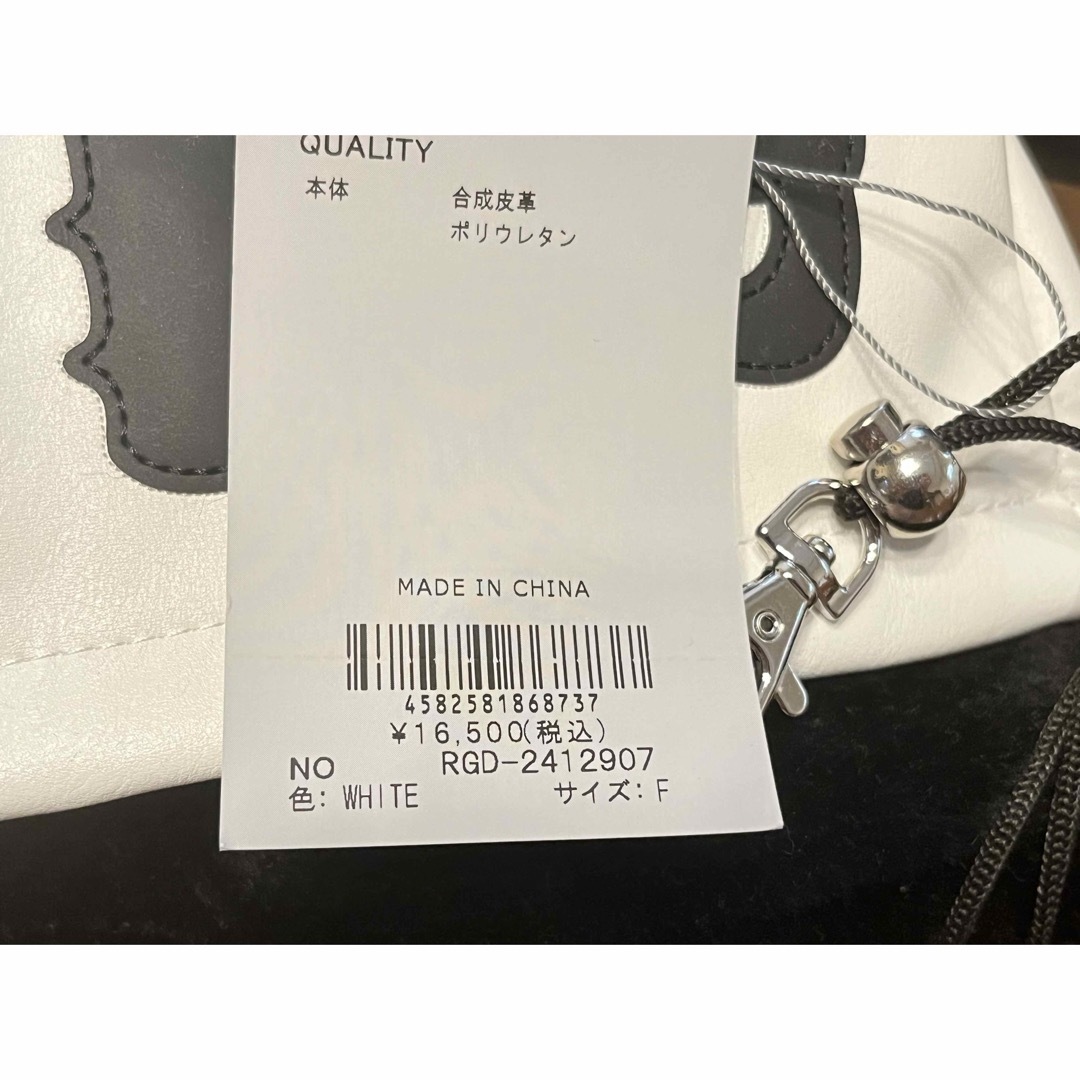 QUALITY
本体 合成皮革
ポリウレタン
MADE IN CHINA
4582581868737
¥16,500(税込)
NO RGD-2412907
色: WHITE サイズ: F